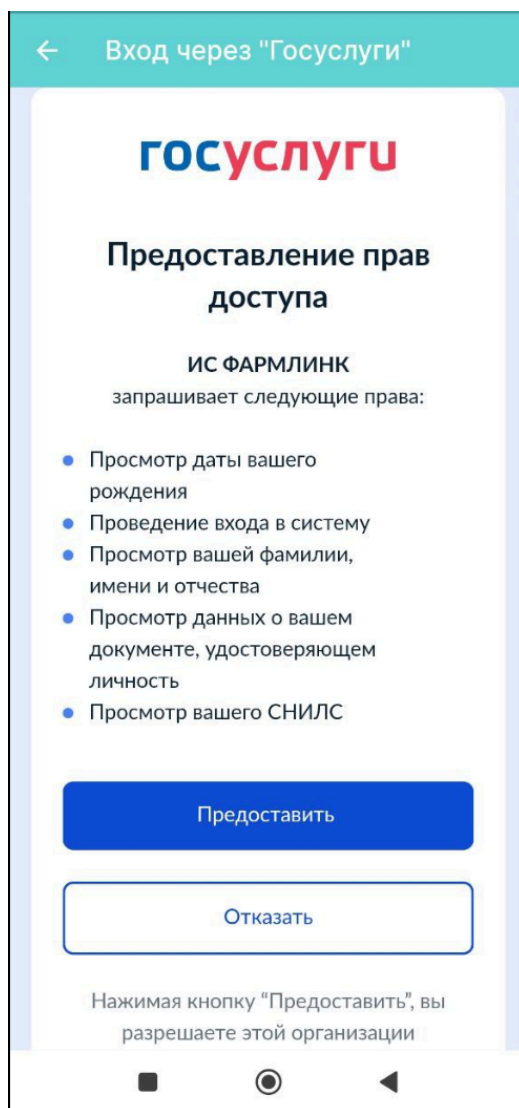 Вход через "Госуслуги"
госуслуги
Предоставление прав
доступа
ИС ФАРМЛИНК
запрашивает следующие права:
Просмотр даты вашего
рождения
Проведение входа в систему
Просмотр вашей фамилии,
имени и отчества
Просмотр данных о вашем
документе, удостоверяющем
личность
Просмотр вашего СНИЛС
Предоставить
Отказать
Нажимая кнопку “Предоставить”, вы
разрешаете этой организации